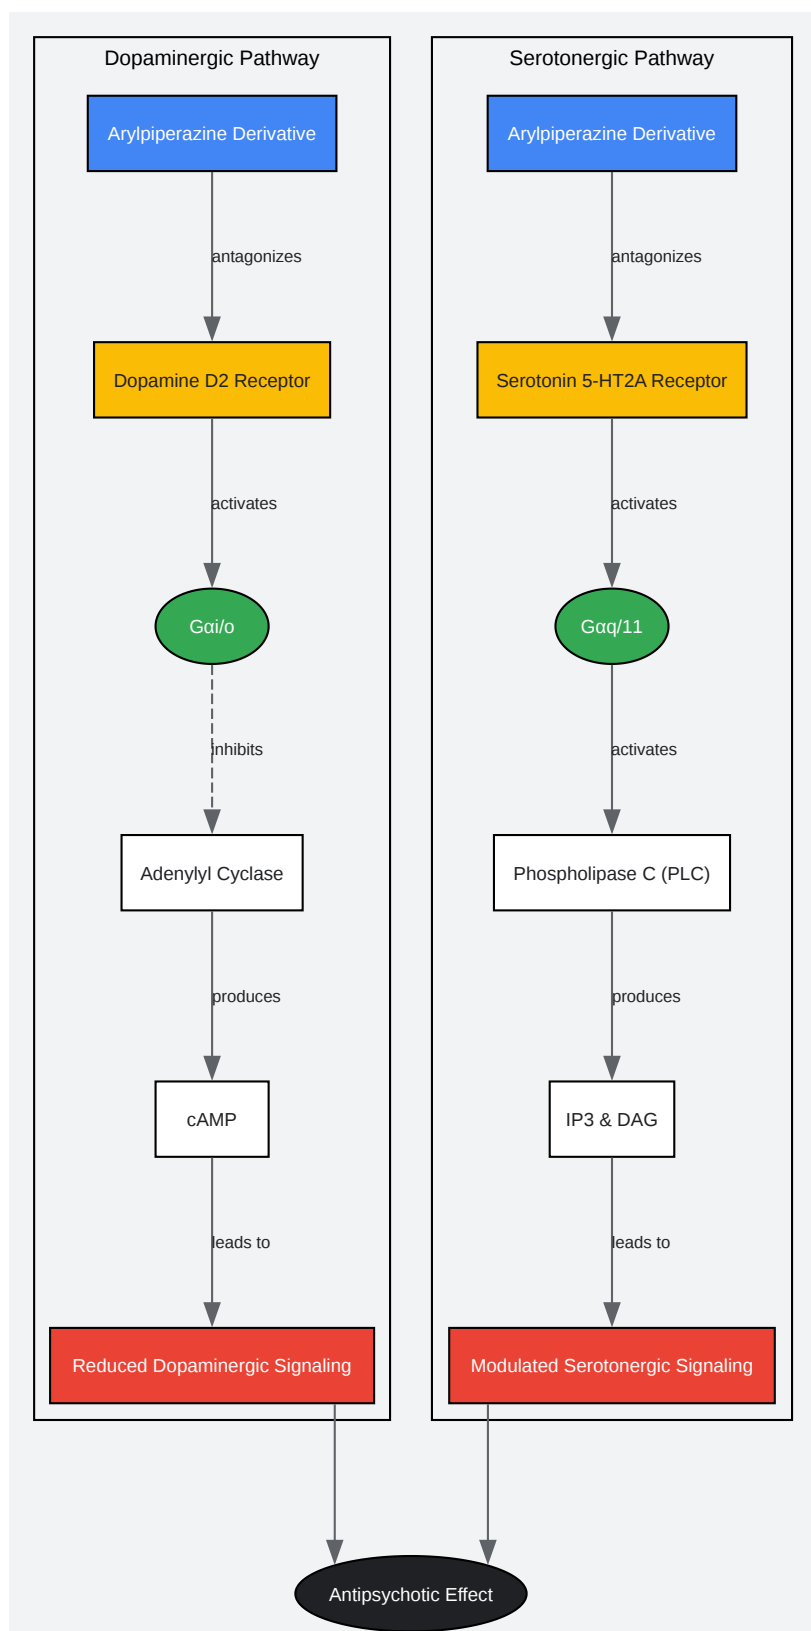 Dopaminergic Pathway
Arylpiperazine Derivative
antagonizes
Dopamine D2 Receptor
activates
Gαi/o
inhibits
Adenylyl Cyclase
produces
cAMP
leads to
Reduced Dopaminergic Signaling
Serotonergic Pathway
Arylpiperazine Derivative
antagonizes
Serotonin 5-HT2A Receptor
activates
Gαq/11
activates
Phospholipase C (PLC)
produces
IP3 & DAG
leads to
Modulated Serotonergic Signaling
Antipsychotic Effect